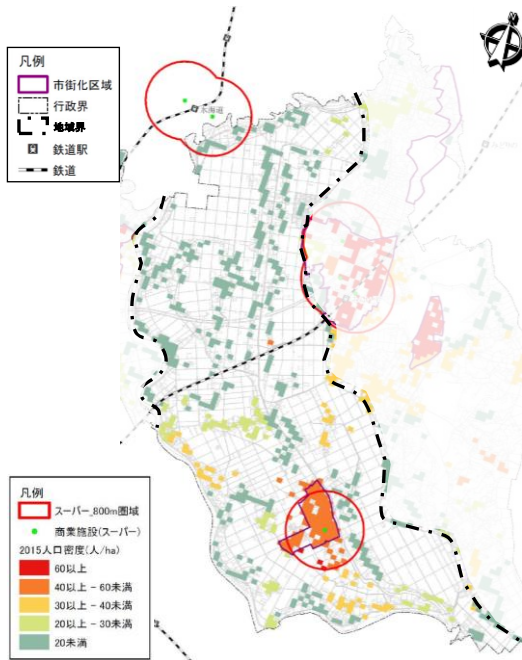 凡例
市街化区域
行政界
地域界
鉄道駅
鉄道
水海道
凡例
スーパー_800m圏域
商業施設(スーパー)
2015人口密度(人/ha)
60以上
40以上 - 60未満
30以上 - 40未満
20以上 - 30未満
20未満